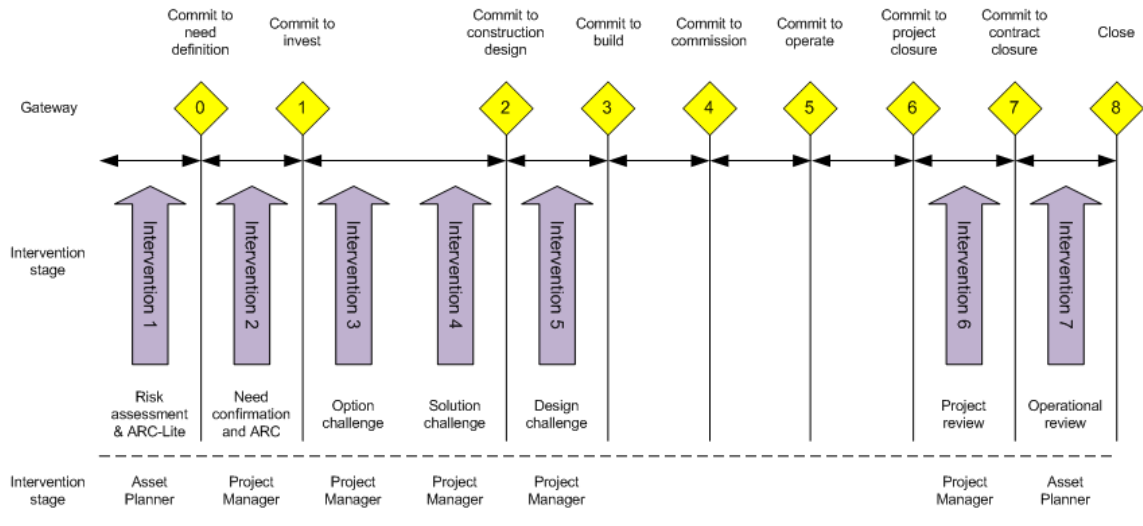 Commit to
need
definition
Commit to
invest
Commit to
construction
design
Commit to
build
Commit to
commission
Commit to
operate
Commit to
project
closure
Commit to
contract
closure
Close
Gateway
0
1
2
3
4
5
6
7
8
Intervention
stage
Intervention 1
Intervention 2
Intervention 3
Intervention 4
Intervention 5
Intervention 6
Intervention 7
Risk
assessment
& ARC-Lite
Need
confirmation
and ARC
Option
challenge
Solution
challenge
Design
challenge
Project
review
Operational
review
Intervention
stage
Asset
Planner
Project
Manager
Project
Manager
Project
Manager
Project
Manager
Project
Manager
Asset
Planner